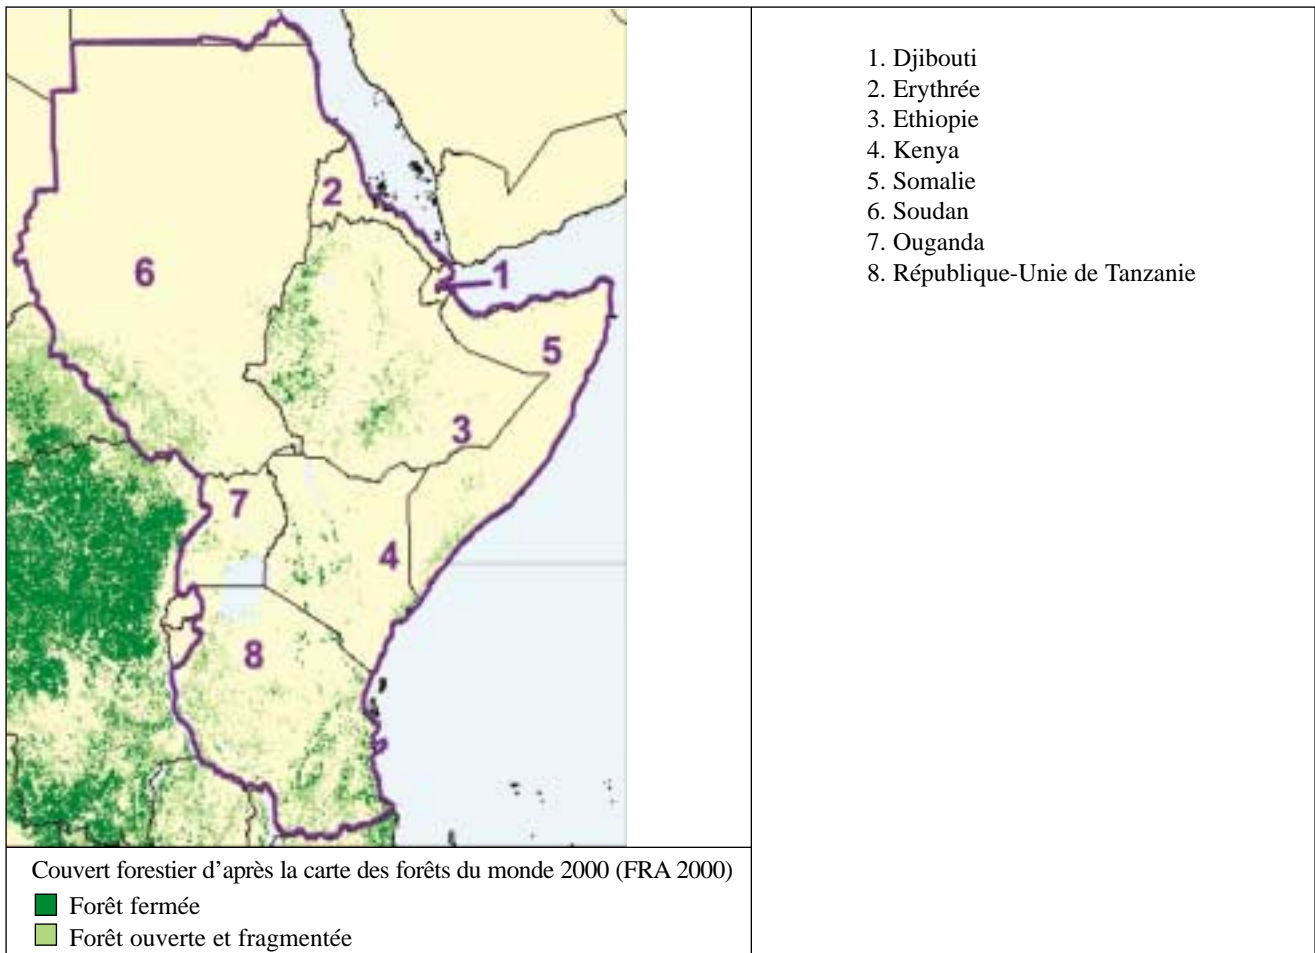 2
6
1
5
3
7
4
8
1. Djibouti
2. Erythrée
3. Ethiopie
4. Kenya
5. Somalie
6. Soudan
7. Ouganda
8. République-Unie de Tanzanie
Couvert forestier d’après la carte des forêts du monde 2000 (FRA 2000)
Forêt fermée
Forêt ouverte et fragmentée